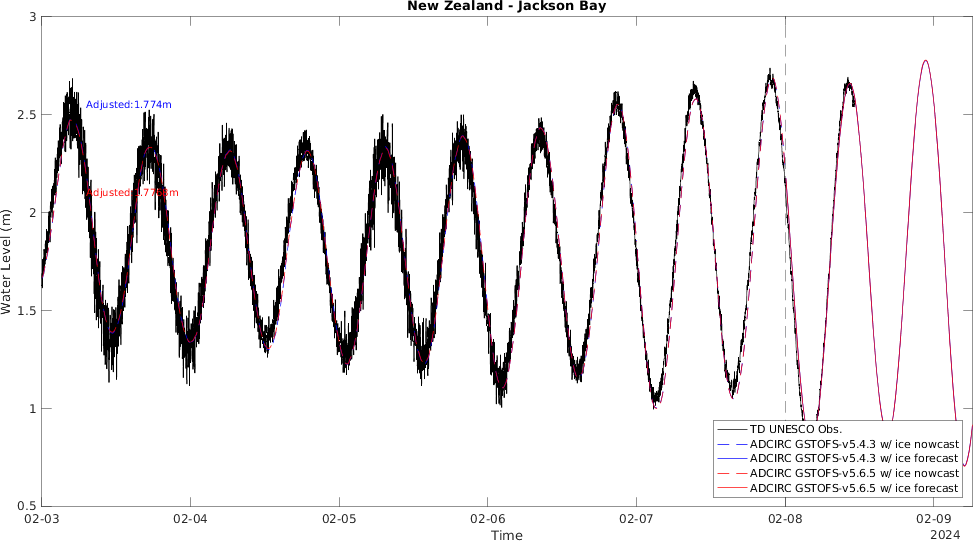 New Zealand - Jackson Bay
3
2.5
2
1.5
1
0.5
Water Level (m)
Adjusted:1.774m
TD UNESCO Obs.
ADCIRC GSTOFS-v5.4.3 w/ ice nowcast
ADCIRC GSTOFS-v5.4.3 w/ ice forecast
ADCIRC GSTOFS-v5.6.5 w/ ice nowcast
ADCIRC GSTOFS-v5.6.5 w/ ice forecast
02-03
02-04
02-05
02-06
02-07
02-08
02-09
Time
2024